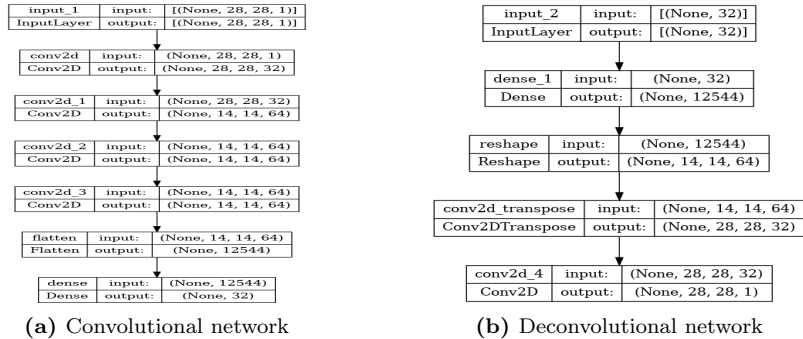 input_1 input: [(None, 28, 28, 1)]
InputLayer output: [(None, 28, 28, 1)]
conv2d input: (None, 28, 28, 1)
Conv2D output: (None, 28, 28, 32)
conv2d_1 input: (None, 28, 28, 32)
Conv2D output: (None, 14, 14, 64)
conv2d_2 input: (None, 14, 14, 64)
Conv2D output: (None, 14, 14, 64)
conv2d_3 input: (None, 14, 14, 64)
Conv2D output: (None, 14, 14, 64)
flatten input: (None, 14, 14, 64)
Flatten output: (None, 12544)
dense input: (None, 12544)
Dense output: (None, 32)
(a) Convolutional network
input_2 input: [(None, 32)]
InputLayer output: [(None, 32)]
dense_1 input: (None, 32)
Dense output: (None, 12544)
reshape input: (None, 12544)
Reshape output: (None, 14, 14, 64)
conv2d_transpose input: (None, 14, 14, 64)
Conv2DTranspose output: (None, 28, 28, 32)
conv2d_4 input: (None, 28, 28, 32)
Conv2D output: (None, 28, 28, 1)
(b) Deconvolutional network